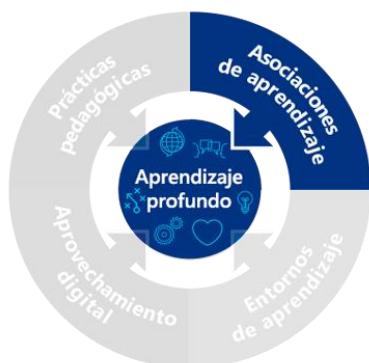 Prácticas
pedagógicas
Asociaciones
de aprendizaje
Aprendizaje
profundo
Aprovechamiento
digital
Entornos
de aprendizaje